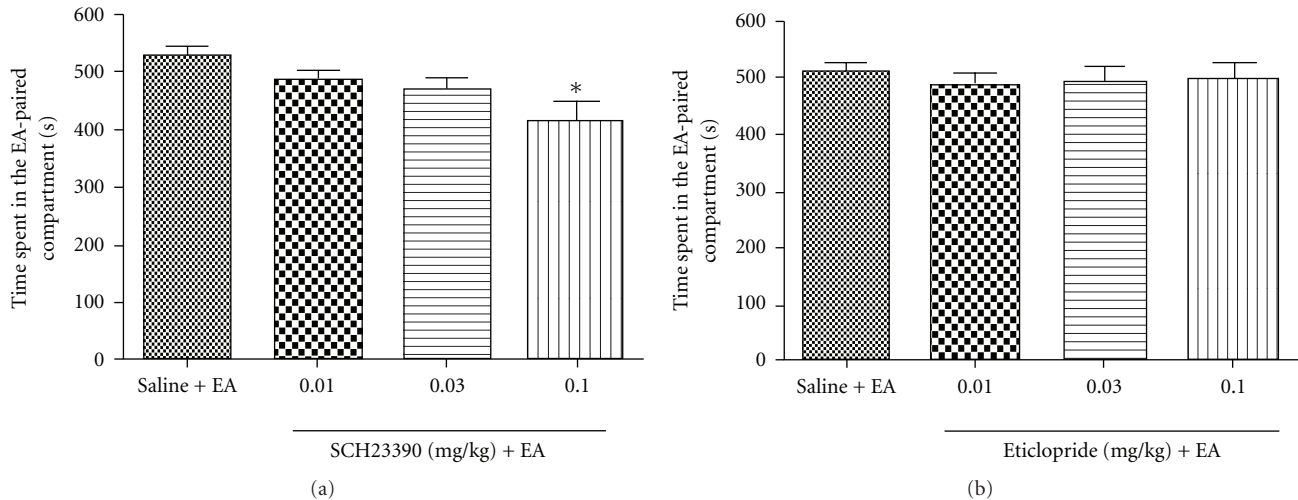 600
500
400
300
200
100
0
Time spent in the EA-paired
compartment (s)
*
Saline + EA
0.01
0.03
0.1
SCH23390 (mg/kg) + EA
(a)
600
500
400
300
200
100
0
Time spent in the EA-paired
compartment (s)
Saline + EA
0.01
0.03
0.1
Eticlopride (mg/kg) + EA
(b)